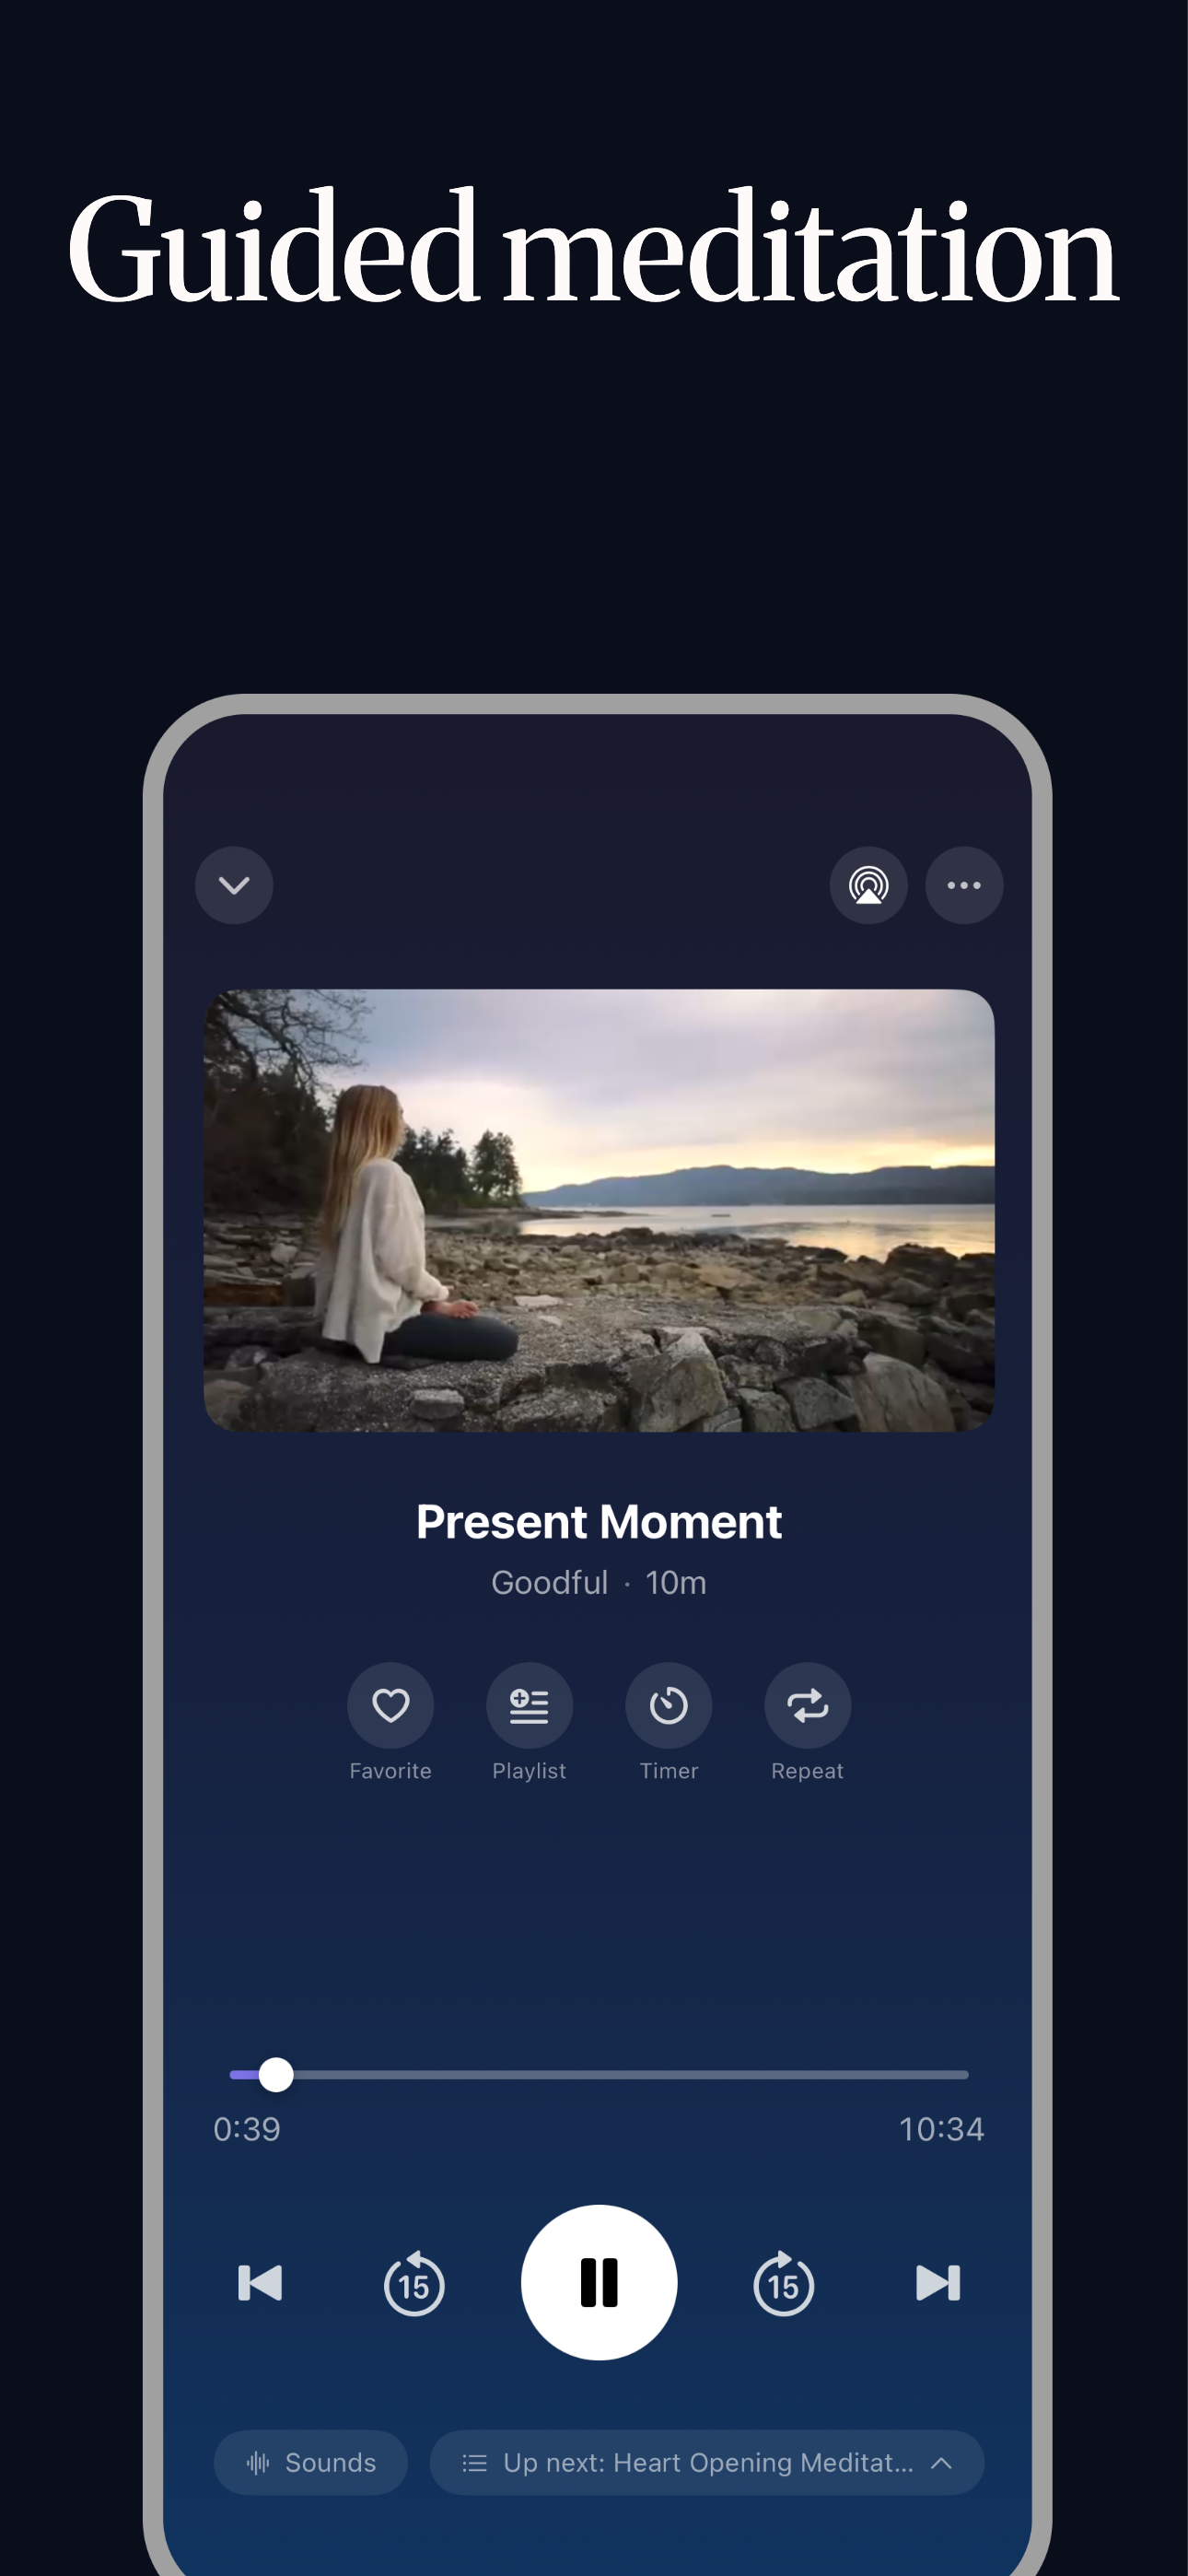 Guided meditation
Present Moment
Goodful · 10m
Favorite Playlist Timer Repeat
0:39 10:34
15 15
Sounds Up next: Heart Opening Meditat...